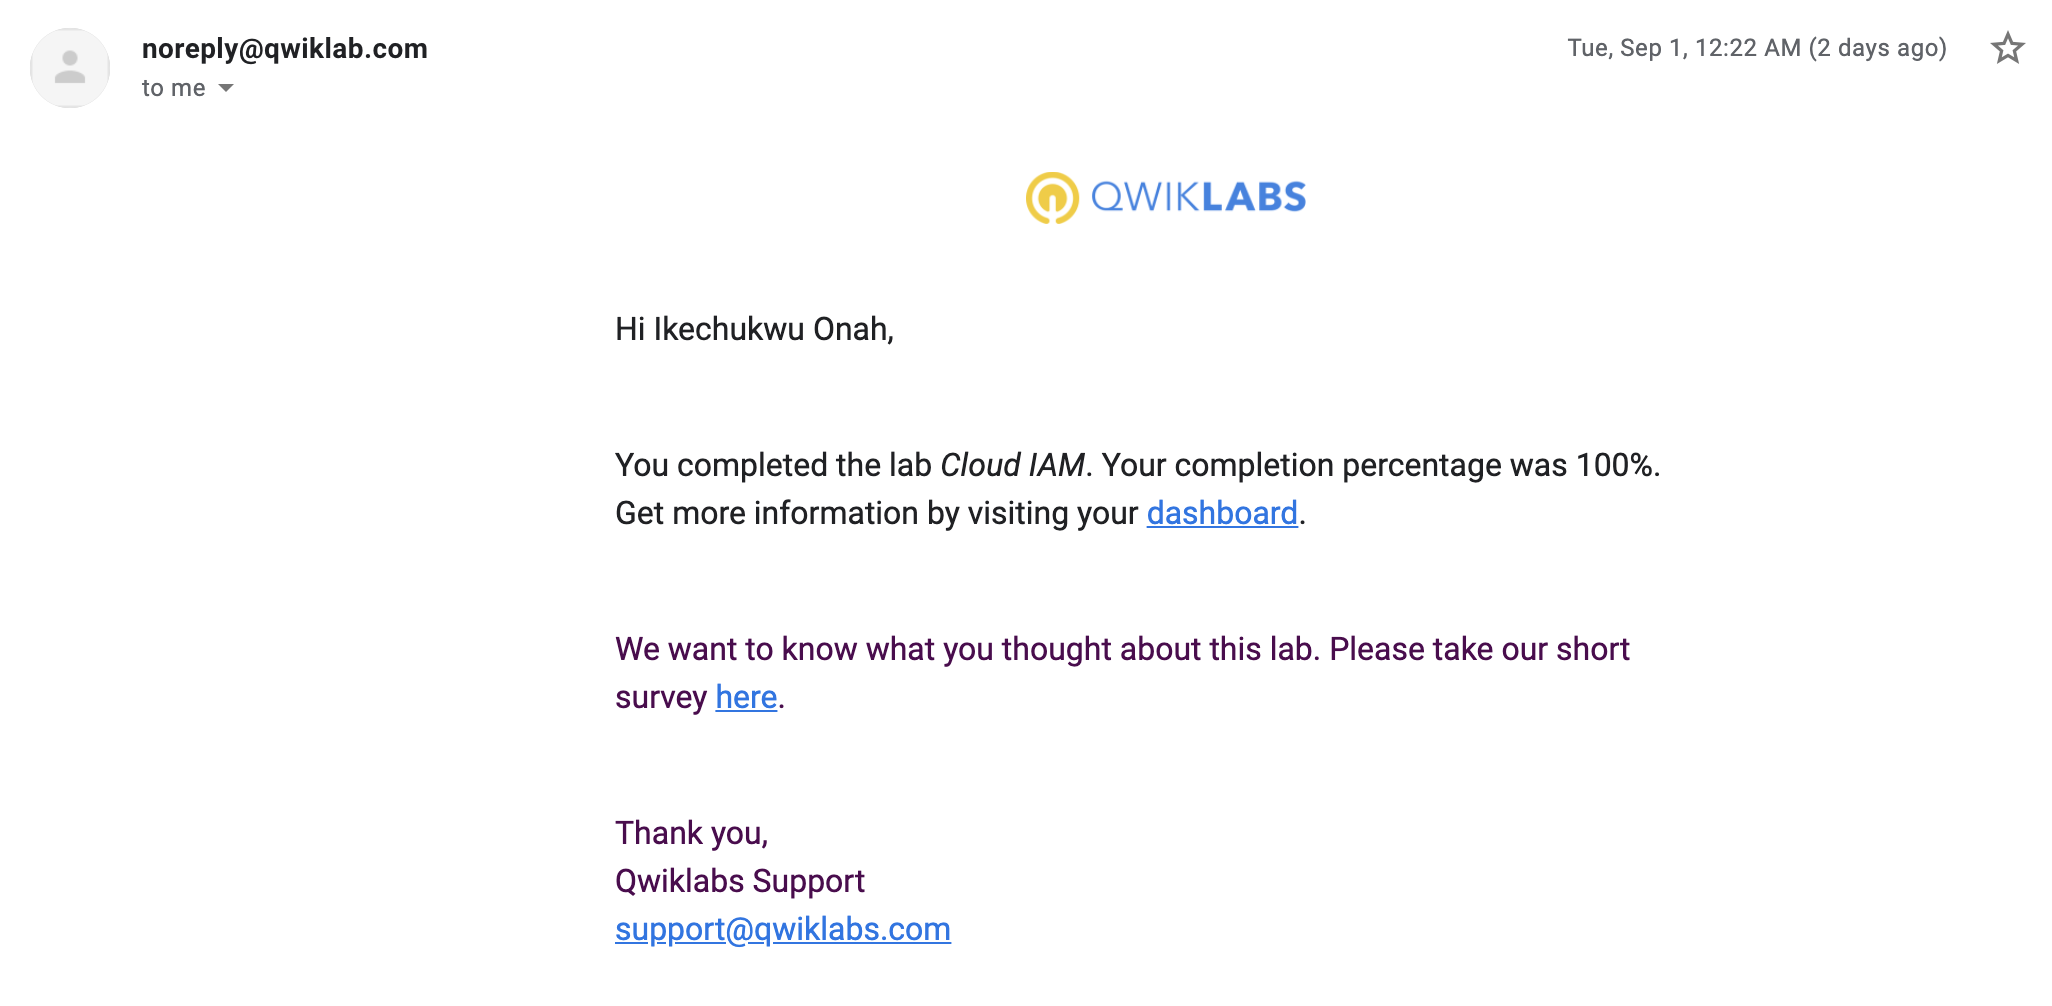 noreply@qwiklab.com
Tue, Sep 1, 12:22 AM (2 days ago)
to me
QWIKLABS
Hi Ikechukwu Onah,
You completed the lab Cloud IAM. Your completion percentage was 100%.
Get more information by visiting your dashboard.
We want to know what you thought about this lab. Please take our short
survey here.
Thank you,
Qwiklabs Support
support@qwiklabs.com